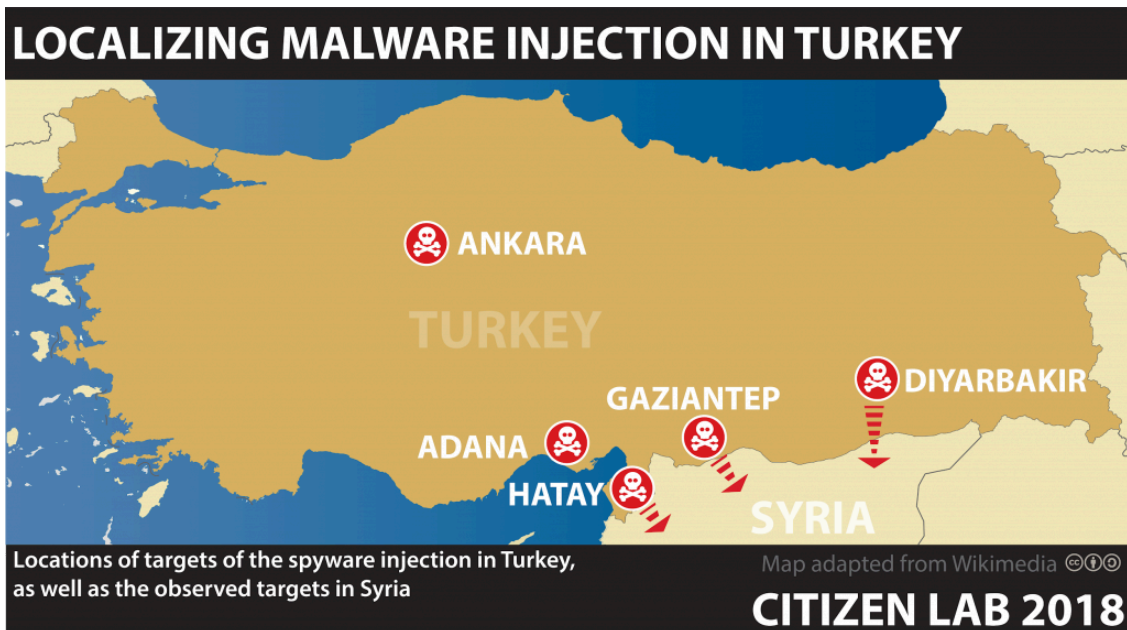 LOCALIZING MALWARE INJECTION IN TURKEY
ANKARA
TURKEY
DIYARBAKIR
GAZIANTEP
ADANA
HATAY
SYRIA
Locations of targets of the spyware injection in Turkey,
as well as the observed targets in Syria
Map adapted from Wikimedia
CITIZEN LAB 2018